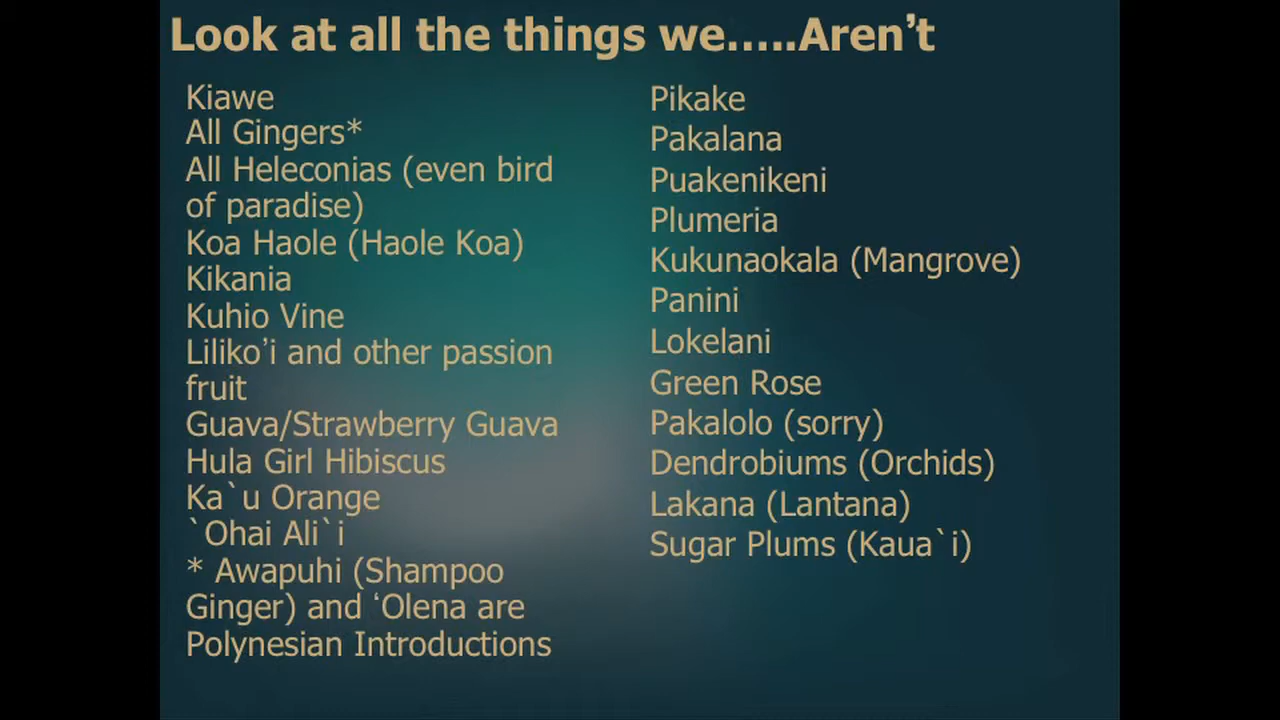 Look at all the things we.....Aren’t
Kiawe
All Gingers*
All Heleconias (even bird
of paradise)
Koa Haole (Haole Koa)
Kikania
Kuhio Vine
Liliko’i and other passion
fruit
Guava/Strawberry Guava
Hula Girl Hibiscus
Ka`u Orange
`Ohai Ali`i
* Awapuhi (Shampoo
Ginger) and ‘Olena are
Polynesian Introductions
Pikake
Pakalana
Puakenikeni
Plumeria
Kukunaokala (Mangrove)
Panini
Lokelani
Green Rose
Pakalolo (sorry)
Dendrobiums (Orchids)
Lakana (Lantana)
Sugar Plums (Kaua`i)